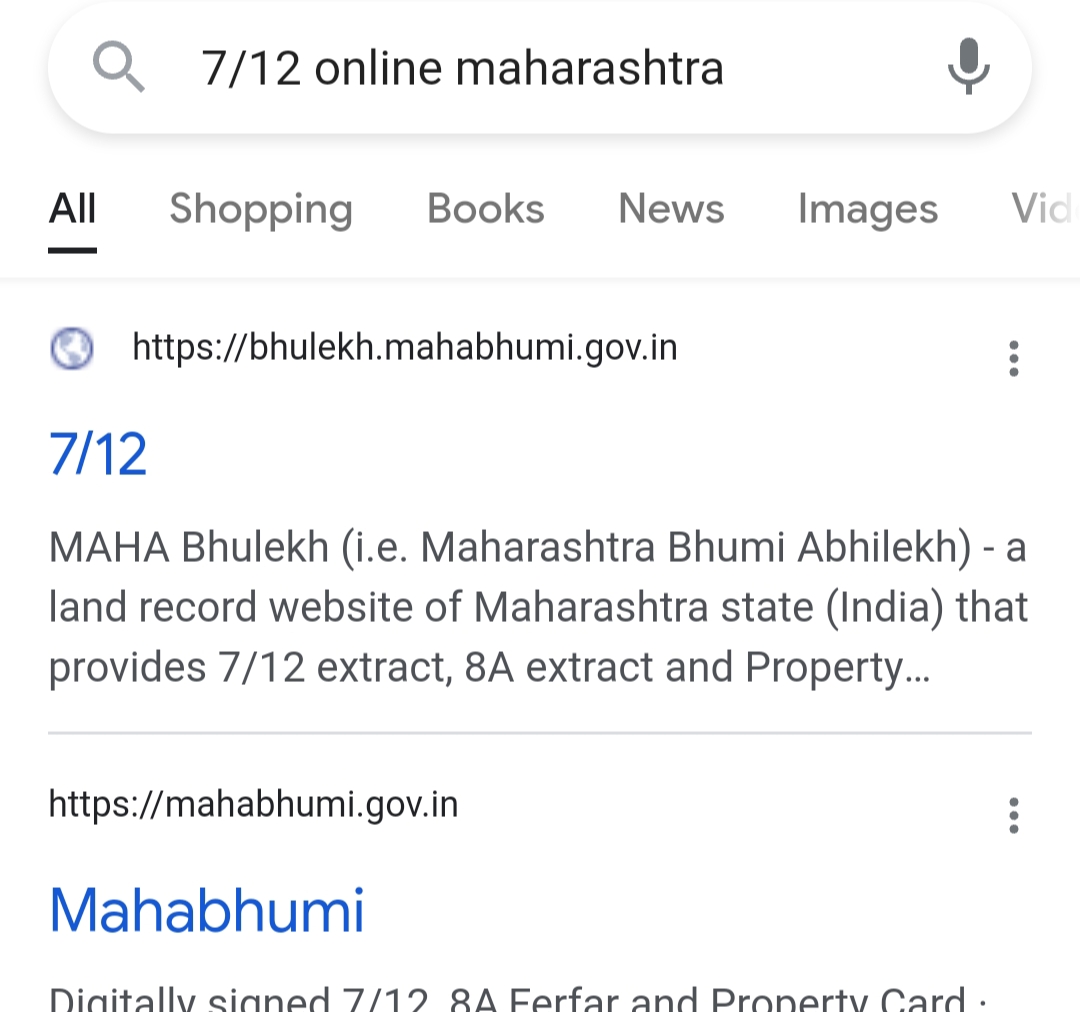 7/12 online maharashtra
All Shopping Books News Images Vid
https://bhulekh.mahabhumi.gov.in
7/12
MAHA Bhulekh (i.e. Maharashtra Bhumi Abhilekh) - a
land record website of Maharashtra state (India) that
provides 7/12 extract, 8A extract and Property...
https://mahabhumi.gov.in
Mahabhumi
Digitally signed 7/12, 8A Ferfar and Property Card ·